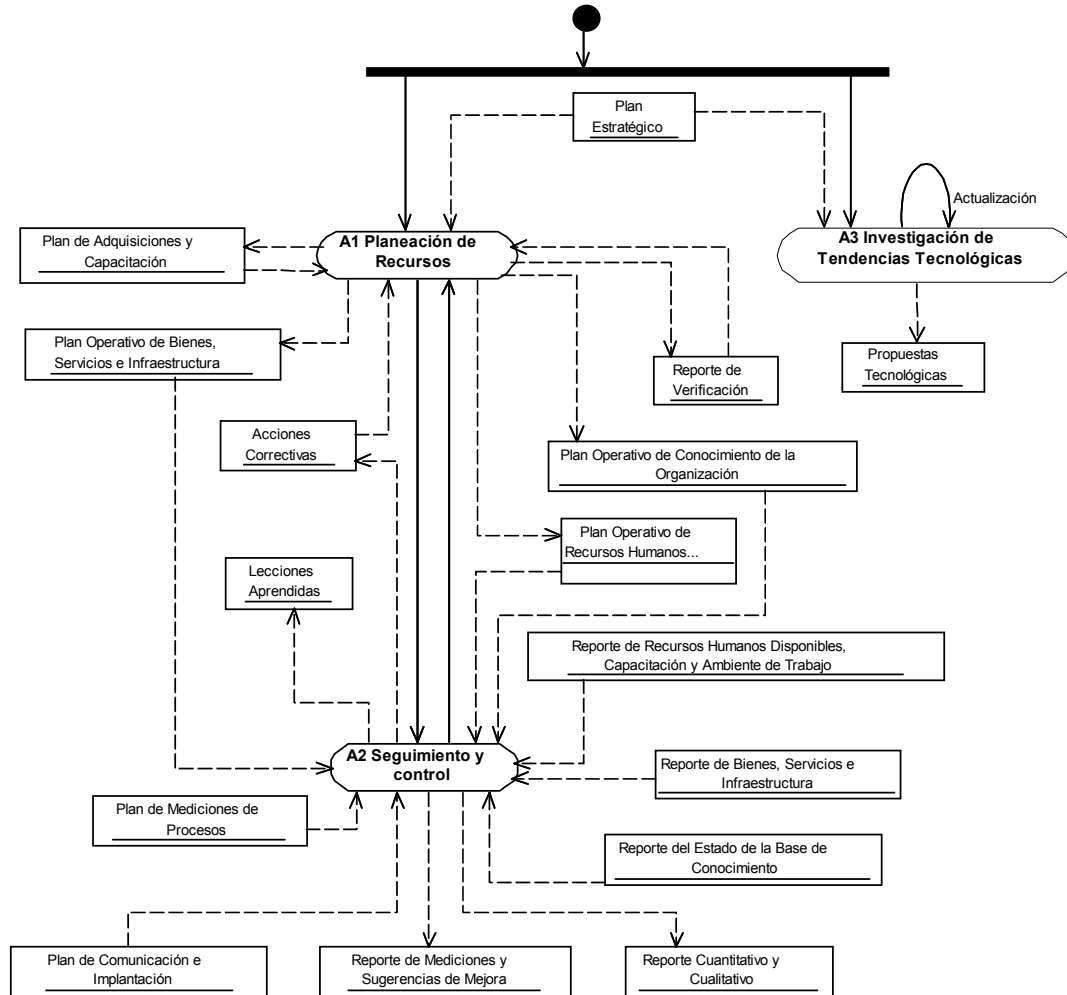 Plan
Estratégico
Actualización
A1 Planeación de
Recursos
A3 Investigación de
Tendencias Tecnológicas
Plan de Adquisiciones y
Capacitación
Plan Operativo de Bienes,
Servicios e Infraestructura
Reporte de
Verificación
Propuestas
Tecnológicas
Acciones
Correctivas
Plan Operativo de Conocimiento de la
Organización
Plan Operativo de
Recursos Humanos...
Lecciones
Aprendidas
Reporte de Recursos Humanos Disponibles,
Capacitación y Ambiente de Trabajo
A2 Seguimiento y
control
Reporte de Bienes, Servicios e
Infraestructura
Plan de Mediciones de
Procesos
Reporte del Estado de la Base de
Conocimiento
Plan de Comunicación e
Implantación
Reporte de Mediciones y
Sugerencias de Mejora
Reporte Cuantitativo y
Cualitativo